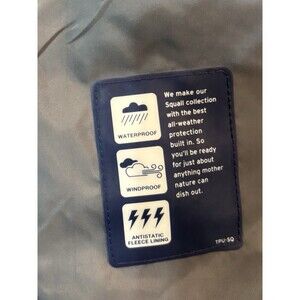 We make our
Squall collection
with the best
all-weather
protection
built in. So
you'll be ready
for just about
anything mother
nature can
dish out.
WATERPROOF
WINDPROOF
ANTISTATIC
FLEECE LINING
TPU-SQ